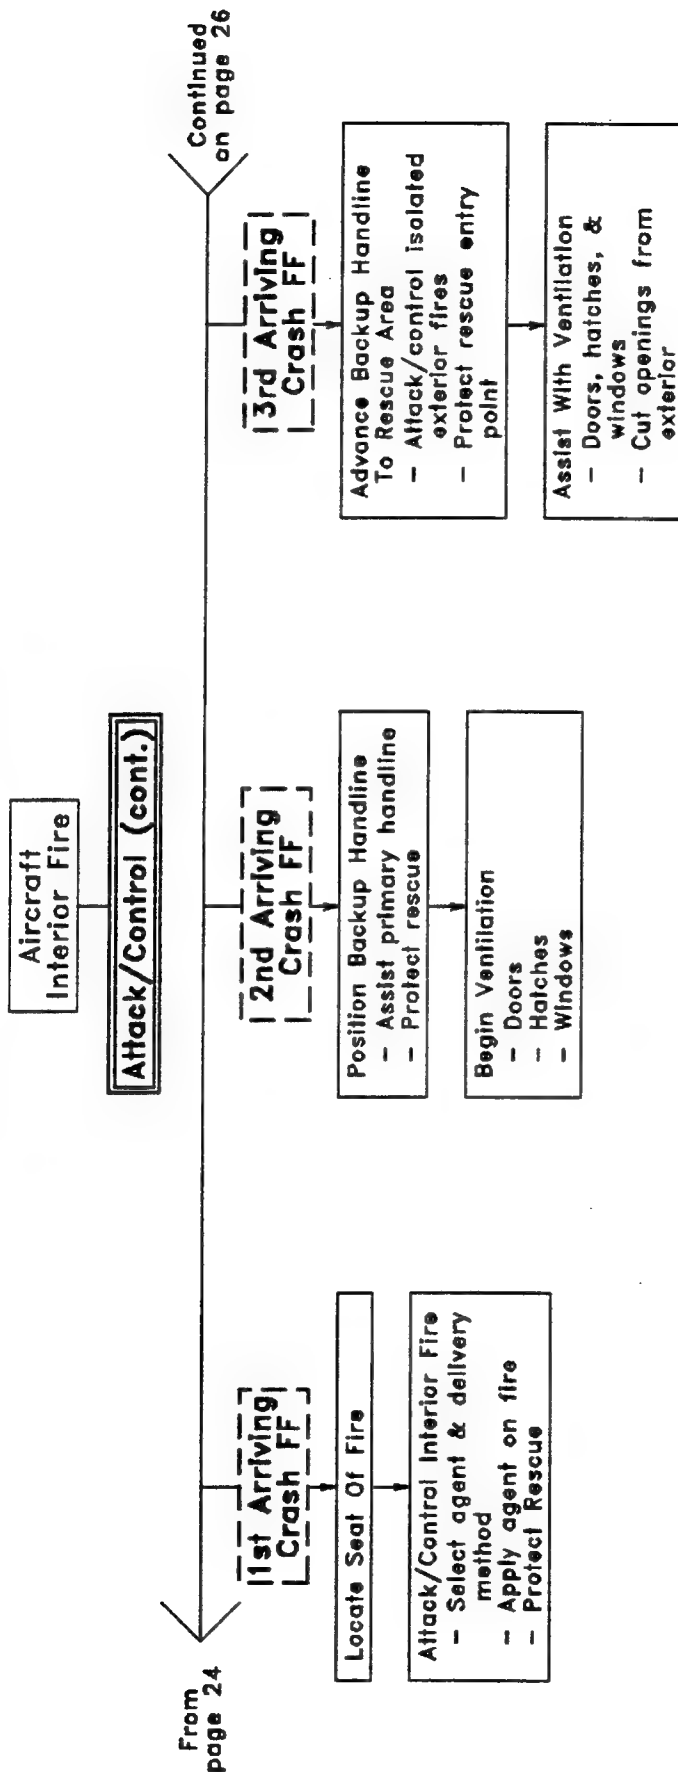 Aircraft
Interior Fire
Attack/Control (cont.)
From
page 24
Continued
on page 26
1st Arriving
Crash FF
Locate Seat Of Fire
Attack/Control Interior Fire
- Select agent & delivery
method
- Apply agent on fire
- Protect Rescue
2nd Arriving
Crash FF
Position Backup Handline
- Assist primary handline
- Protect rescue
Begin Ventilation
- Doors
- Hatches
- Windows
3rd Arriving
Crash FF
Advance Backup Handline
To Rescue Area
- Attack/control isolated
exterior fires
- Protect rescue entry
point
Assist With Ventilation
- Doors, hatches, &
windows
- Cut openings from
exterior